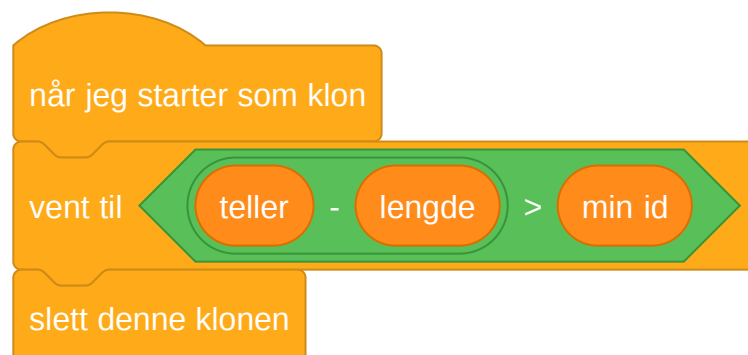 når jeg starter som klon
vent til teller - lengde > min id
slett denne klonen